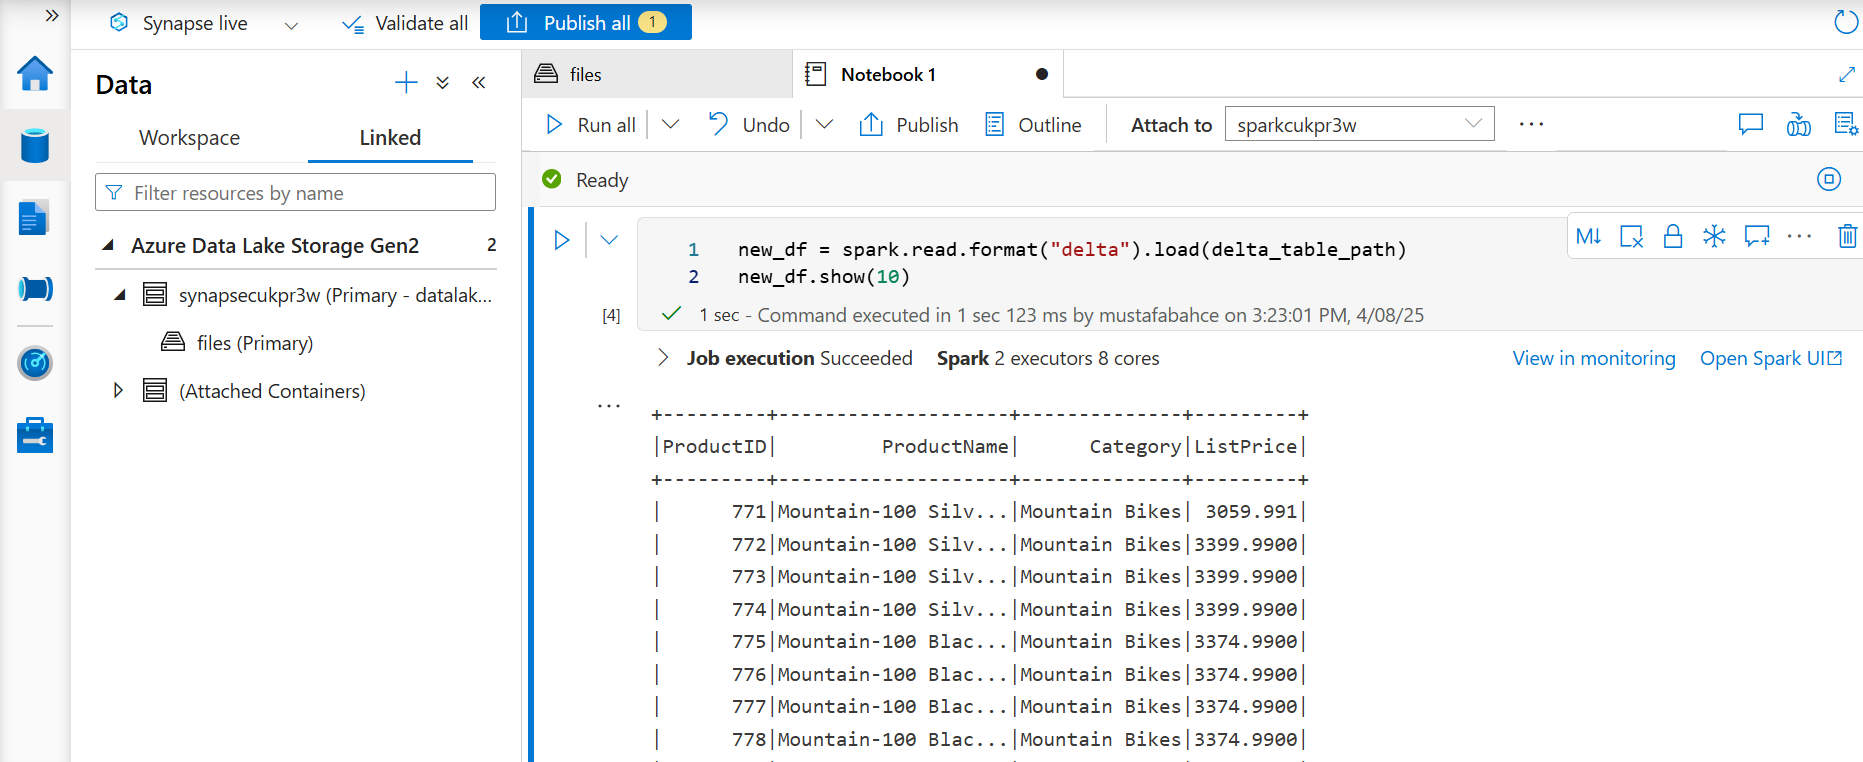 Synapse live Validate all Publish all 1
Data
Workspace Linked
Filter resources by name
Azure Data Lake Storage Gen2 2
synapsecukpr3w (Primary - datalak...
files (Primary)
(Attached Containers)
files Notebook 1
Run all Undo Publish Outline Attach to sparkcukpr3w ...
Ready
M↓ ...
1 new_df = spark.read.format("delta").load(delta_table_path)
2 new_df.show(10)
[4] 1 sec - Command executed in 1 sec 123 ms by mustafabahce on 3:23:01 PM, 4/08/25
Job execution Succeeded Spark 2 executors 8 cores View in monitoring Open Spark UI
...
+---------+--------------------+--------------+---------+
|ProductID|         ProductName|      Category|ListPrice|
+---------+--------------------+--------------+---------+
|      771|Mountain-100 Silv...|Mountain Bikes| 3059.991|
|      772|Mountain-100 Silv...|Mountain Bikes|3399.9900|
|      773|Mountain-100 Silv...|Mountain Bikes|3399.9900|
|      774|Mountain-100 Silv...|Mountain Bikes|3399.9900|
|      775|Mountain-100 Blac...|Mountain Bikes|3374.9900|
|      776|Mountain-100 Blac...|Mountain Bikes|3374.9900|
|      777|Mountain-100 Blac...|Mountain Bikes|3374.9900|
|      778|Mountain-100 Blac...|Mountain Bikes|3374.9900|